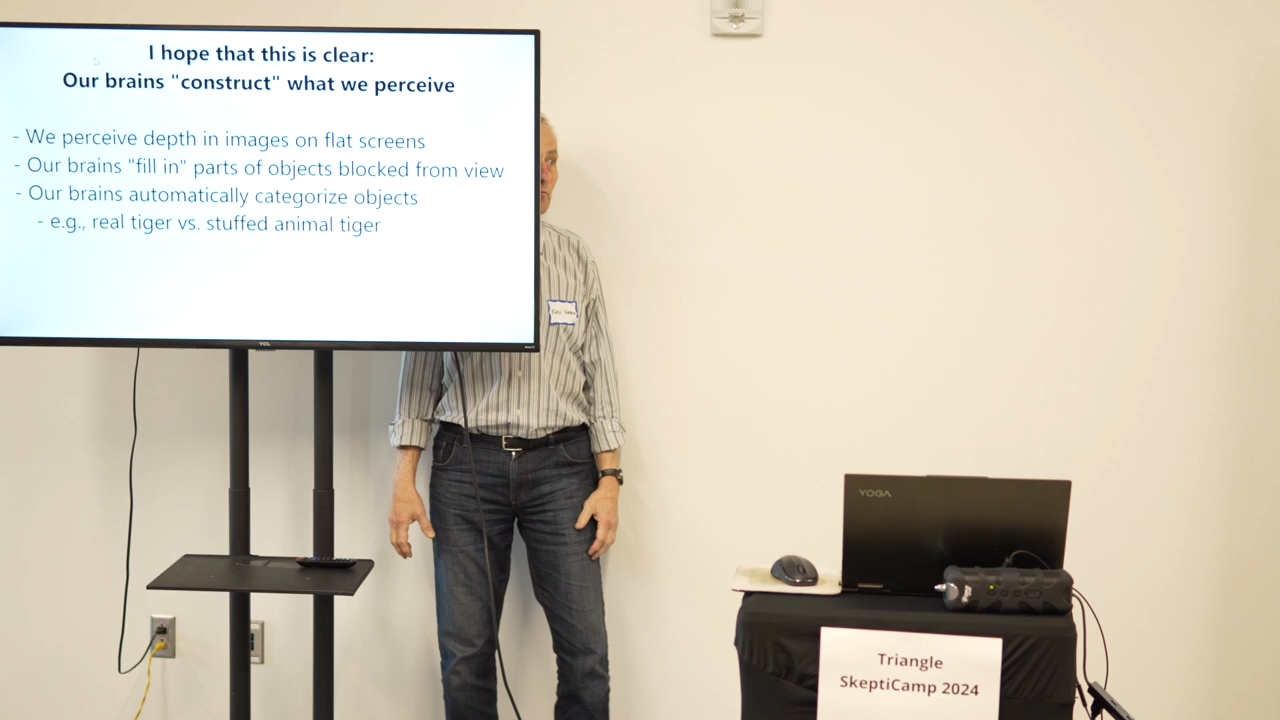 I hope that this is clear:
Our brains "construct" what we perceive
- We perceive depth in images on flat screens
- Our brains "fill in" parts of objects blocked from view
- Our brains automatically categorize objects
- e.g., real tiger vs. stuffed animal tiger
TCL
YOGA
Triangle
SkeptiCamp 2024